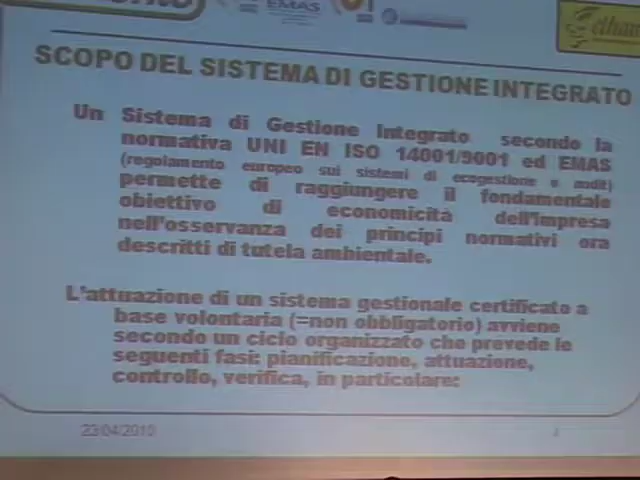 EMAS
SCOPO DEL SISTEMA DI GESTIONE INTEGRATO
Un Sistema di Gestione Integrato secondo la
normativa UNI EN ISO 14001/9001 ed EMAS
(regolamento europeo sui sistemi di ecogestione e audit)
permette di raggiungere il fondamentale
obiettivo di economicità dell'impresa
nell'osservanza dei principi normativi ora
descritti di tutela ambientale.
L'attuazione di un sistema gestionale certificato a
base volontaria (=non obbligatorio) avviene
secondo un ciclo organizzato che prevede le
seguenti fasi: pianificazione, attuazione,
controllo, verifica, in particolare:
23/04/2010